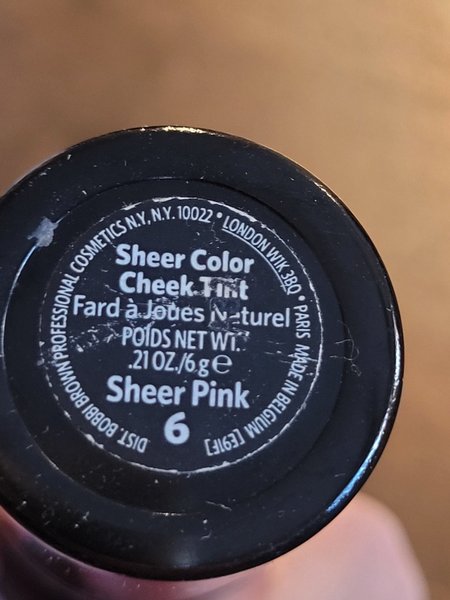 DIST. BOBBI BROWN PROFESSIONAL COSMETICS N.Y., N.Y. 10022 • LONDON W1K 3BQ • PARIS MADE IN BELGIUM [E91F]
Sheer Color
Cheek Tint
Fard à Joues Naturel
POIDS NET WT.
.21 OZ./6 g ℮
Sheer Pink
6